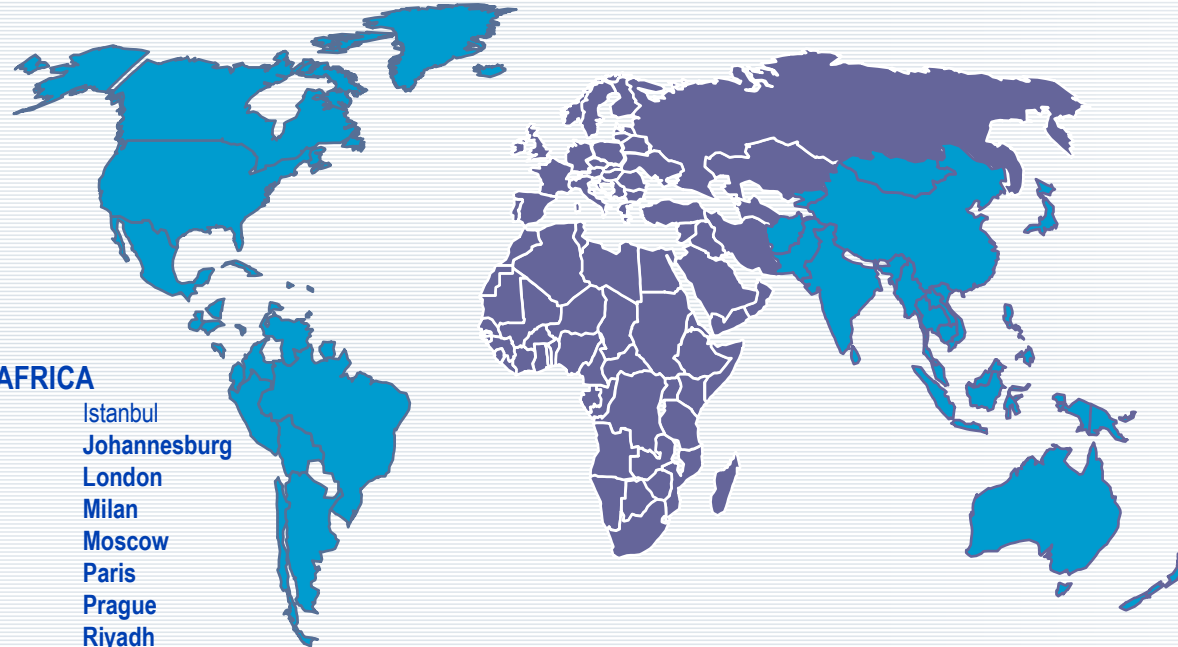 AFRICA
Istanbul
Johannesburg
London
Milan
Moscow
Paris
Prague
Riyadh